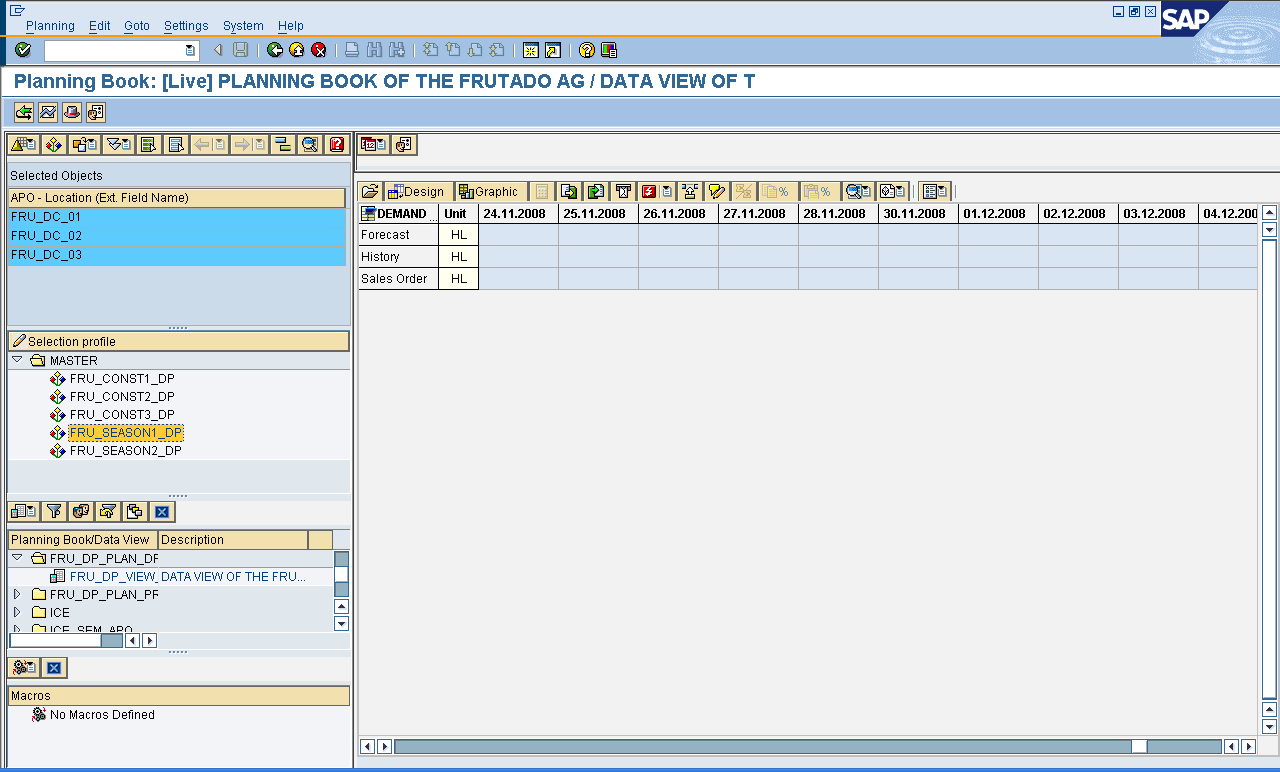 Planning Edit Goto Settings System Help
SAP
Planning Book: [Live] PLANNING BOOK OF THE FRUTADO AG / DATA VIEW OF T
Selected Objects
APO - Location (Ext. Field Name)
FRU_DC_01
FRU_DC_02
FRU_DC_03
Selection profile
MASTER
FRU_CONST1_DP
FRU_CONST2_DP
FRU_CONST3_DP
FRU_SEASON1_DP
FRU_SEASON2_DP
Planning Book/Data View Description
FRU_DP_PLAN_DP
FRU_DP_VIEW_ DATA VIEW OF THE FRU...
FRU_DP_PLAN_PR
ICE
ICE_SEM_APO
Macros
No Macros Defined
Design Graphic % %
DEMAND ... Unit 24.11.2008 25.11.2008 26.11.2008 27.11.2008 28.11.2008 30.11.2008 01.12.2008 02.12.2008 03.12.2008 04.12.200
Forecast HL
History HL
Sales Order HL